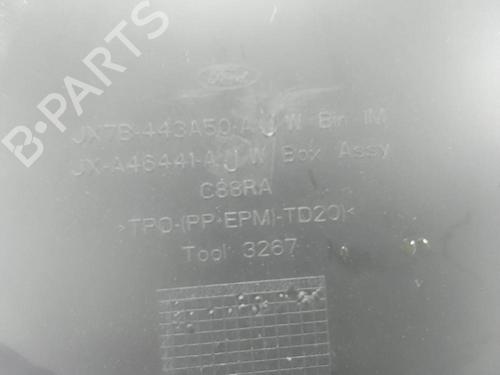 B-PARTS
Ford
JX7B-443A50-A W Bin IM
JX-A46441-A W Box Assy
C88RA
>TPO-(PP+EPM)-TD20)<
Tool 3267